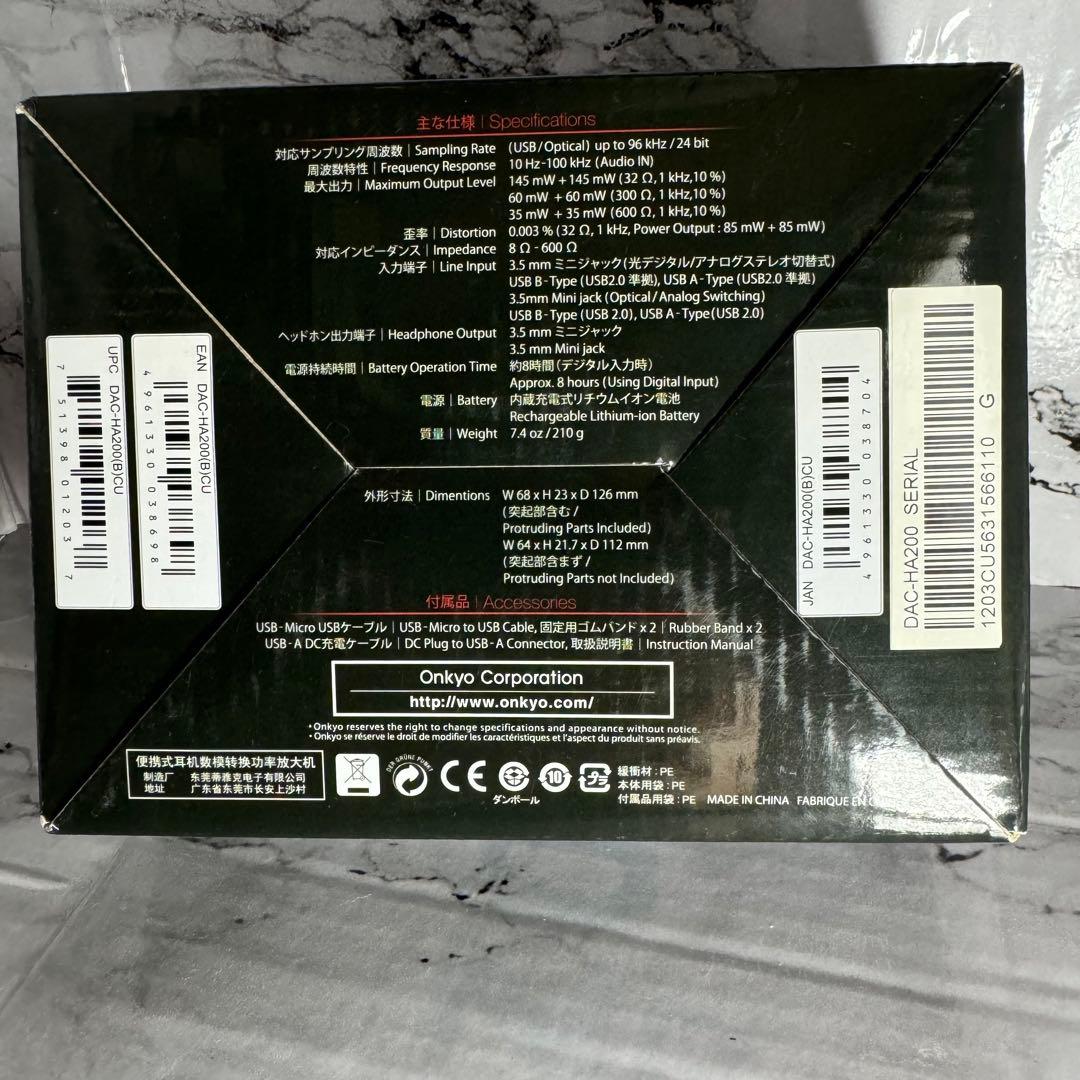 主な仕様 | Specifications
対応サンプリング周波数 | Sampling Rate (USB/Optical) up to 96 kHz / 24 bit
周波数特性 | Frequency Response 10 Hz-100 kHz (Audio IN)
最大出力 | Maximum Output Level 145 mW + 145 mW (32 Ω, 1 kHz,10 %)
60 mW + 60 mW (300 Ω, 1 kHz,10 %)
35 mW + 35 mW (600 Ω, 1 kHz,10 %)
歪率 | Distortion 0.003 % (32 Ω, 1 kHz, Power Output : 85 mW + 85 mW)
対応インピーダンス | Impedance 8 Ω - 600 Ω
入力端子 | Line Input 3.5 mm ミニジャック(光デジタル/アナログステレオ切替式)
USB B-Type (USB2.0 準拠), USB A-Type (USB2.0 準拠)
3.5mm Mini jack (Optical/Analog Switching)
USB B-Type (USB 2.0), USB A-Type (USB 2.0)
ヘッドホン出力端子 | Headphone Output 3.5 mm ミニジャック
3.5 mm Mini jack
電源持続時間 | Battery Operation Time 約8時間 (デジタル入力時)
Approx. 8 hours (Using Digital Input)
電源 | Battery 内蔵充電式リチウムイオン電池
Rechargeable Lithium-ion Battery
質量 | Weight 7.4 oz / 210 g
外形寸法 | Dimentions W 68 x H 23 x D 126 mm
(突起部含む /
Protruding Parts Included)
W 64 x H 21.7 x D 112 mm
(突起部含まず /
Protruding Parts not Included)
付属品 | Accessories
USB-Micro USBケーブル | USB-Micro to USB Cable, 固定用ゴムバンド x 2 | Rubber Band x 2
USB-A DC充電ケーブル | DC Plug to USB-A Connector, 取扱説明書 | Instruction Manual
Onkyo Corporation
http://www.onkyo.com/
• Onkyo reserves the right to change specifications and appearance without notice.
• Onkyo se réserve le droit de modifier les caractéristiques et l'aspect du produit sans préavis.
便携式耳机数模转换功率放大机
制造厂 东莞蒂雅克电子有限公司
地址 广东省东莞市长安上沙村
DER GRÜNE PUNKT
CE
ダンボール
10
プラ
緩衝材 : PE
本体用袋 : PE
付属品用袋 : PE MADE IN CHINA FABRIQUE EN
UPC DAC-HA200(B)CU
7 51398 01203 7
EAN DAC-HA200(B)CU
4 961330 038698
JAN DAC-HA200(B)CU
4 961330 038704
DAC-HA200 SERIAL
1203CU5631566110 G